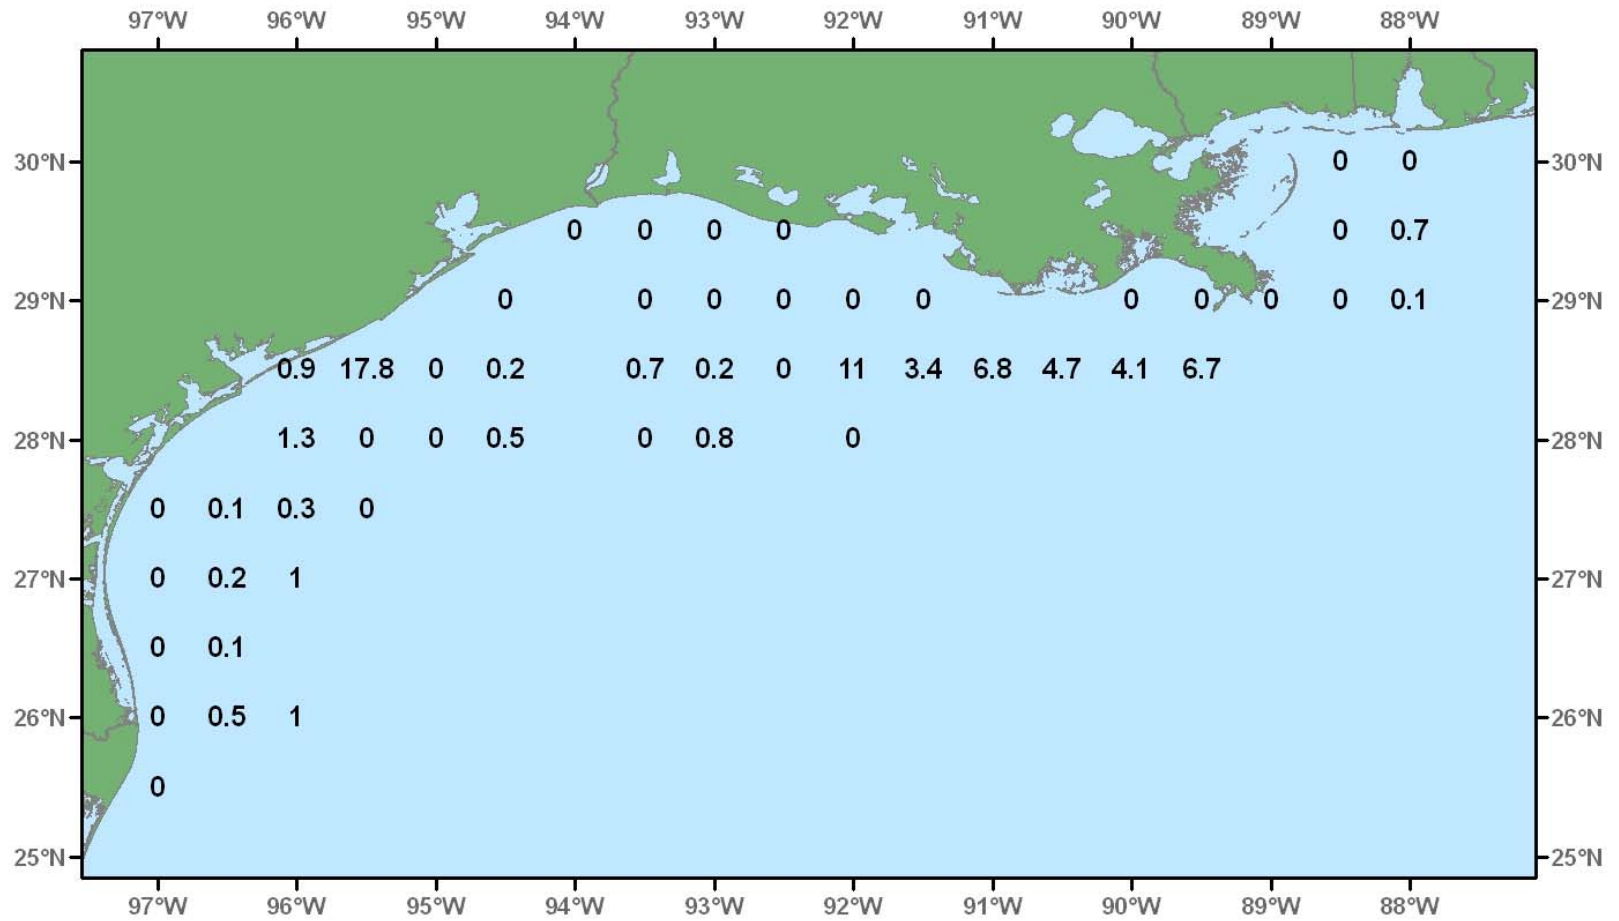 97°W 96°W 95°W 94°W 93°W 92°W 91°W 90°W 89°W 88°W
30°N 0 0 30°N
0 0 0 0 0 0.7
29°N 0 0 0 0 0 0 0 0 0 0 0.1 29°N
0.9 17.8 0 0.2 0.7 0.2 0 11 3.4 6.8 4.7 4.1 6.7
28°N 1.3 0 0 0.5 0 0.8 0 28°N
0 0.1 0.3 0
27°N 0 0.2 1 27°N
0 0.1
26°N 0 0.5 1 26°N
0
25°N 25°N
97°W 96°W 95°W 94°W 93°W 92°W 91°W 90°W 89°W 88°W